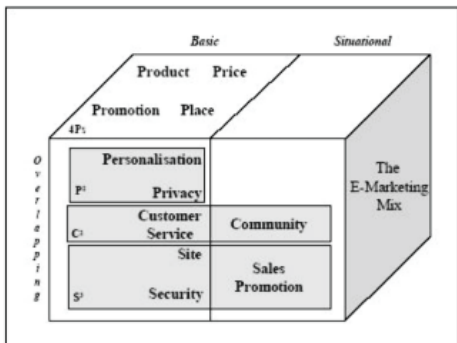 Basic Situational
Product Price
Promotion Place
4Ps
Overlapping
Personalisation
P²
Privacy
Customer
Service
C²
Community
Site
S³
Security
Sales
Promotion
The
E-Marketing
Mix